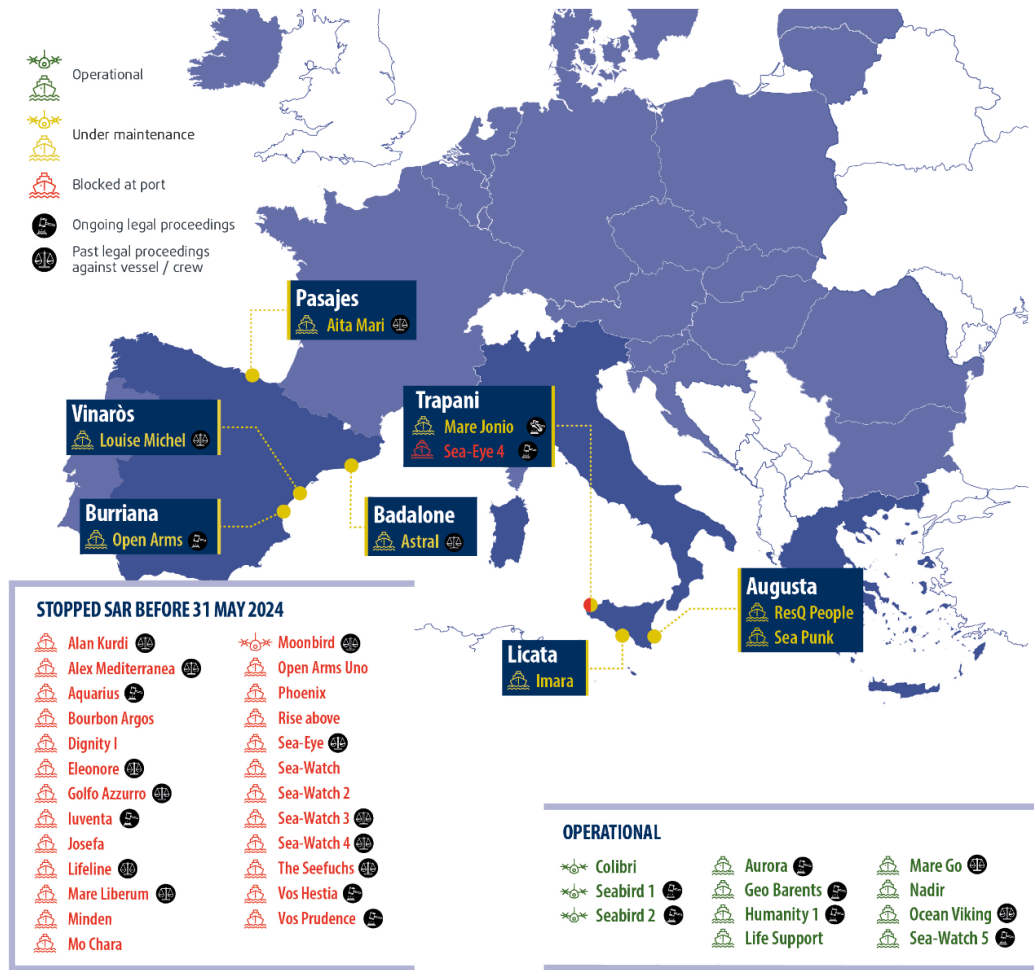 Operational
Under maintenance
Blocked at port
Ongoing legal proceedings
Past legal proceedings
against vessel / crew
Pasajes
Aita Mari
Vinaròs
Louise Michel
Trapani
Mare Jonio
Sea-Eye 4
Burriana
Open Arms
Badalone
Astral
Augusta
ResQ People
Sea Punk
Licata
Imara
STOPPED SAR BEFORE 31 MAY 2024
Alan Kurdi
Alex Mediterranea
Aquarius
Bourbon Argos
Dignity I
Eleonore
Golfo Azzurro
Iuventa
Josefa
Lifeline
Mare Liberum
Minden
Mo Chara
Moonbird
Open Arms Uno
Phoenix
Rise above
Sea-Eye
Sea-Watch
Sea-Watch 2
Sea-Watch 3
Sea-Watch 4
The Seefuchs
Vos Hestia
Vos Prudence
OPERATIONAL
Colibri
Seabird 1
Seabird 2
Aurora
Geo Barents
Humanity 1
Life Support
Mare Go
Nadir
Ocean Viking
Sea-Watch 5